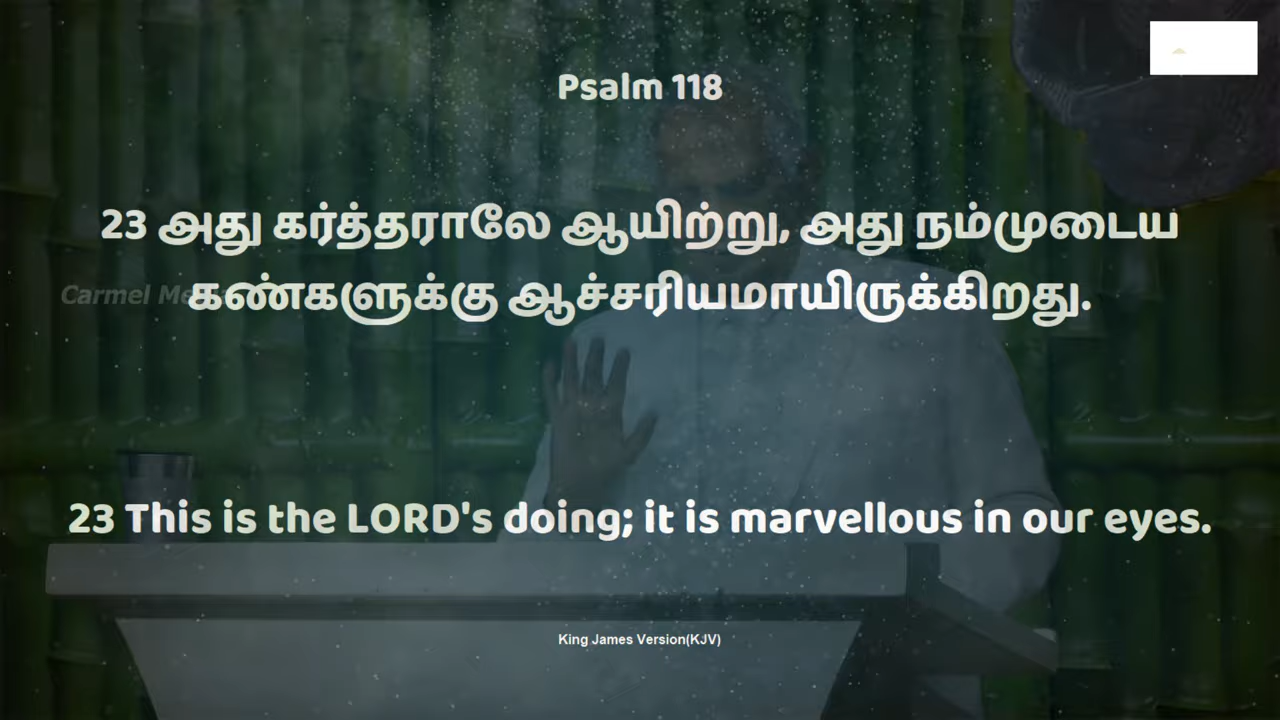 Psalm 118
23 அது கர்த்தராலே ஆயிற்று, அது நம்முடைய
Carmel
கண்களுக்கு ஆச்சரியமாயிருக்கிறது.
23 This is the LORD's doing; it is marvellous in our eyes.
King James Version(KJV)